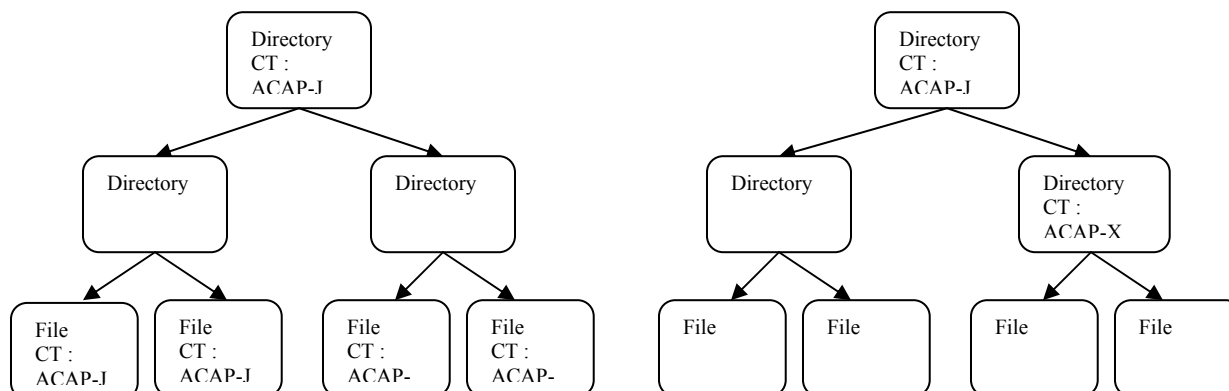 Directory
CT :
ACAP-J
Directory
CT :
ACAP-J
Directory
Directory
Directory
Directory
CT :
ACAP-X
File
CT :
ACAP-J
File
CT :
ACAP-J
File
CT :
ACAP-
File
CT :
ACAP-
File
File
File
File